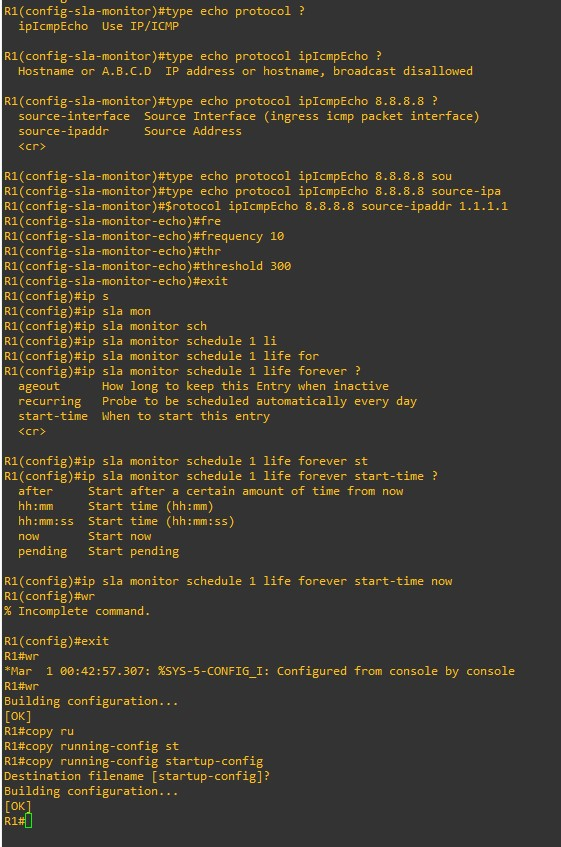 R1(config-sla-monitor)#type echo protocol ?
  ipIcmpEcho  Use IP/ICMP
R1(config-sla-monitor)#type echo protocol ipIcmpEcho ?
  Hostname or A.B.C.D  IP address or hostname, broadcast disallowed
R1(config-sla-monitor)#type echo protocol ipIcmpEcho 8.8.8.8 ?
  source-interface  Source Interface (ingress icmp packet interface)
  source-ipaddr     Source Address
  <cr>
R1(config-sla-monitor)#type echo protocol ipIcmpEcho 8.8.8.8 sou
R1(config-sla-monitor)#type echo protocol ipIcmpEcho 8.8.8.8 source-ipa
R1(config-sla-monitor)#$rotocol ipIcmpEcho 8.8.8.8 source-ipaddr 1.1.1.1
R1(config-sla-monitor-echo)#fre
R1(config-sla-monitor-echo)#frequency 10
R1(config-sla-monitor-echo)#thr
R1(config-sla-monitor-echo)#threshold 300
R1(config-sla-monitor-echo)#exit
R1(config)#ip s
R1(config)#ip sla mon
R1(config)#ip sla monitor sch
R1(config)#ip sla monitor schedule 1 li
R1(config)#ip sla monitor schedule 1 life for
R1(config)#ip sla monitor schedule 1 life forever ?
  ageout      How long to keep this Entry when inactive
  recurring   Probe to be scheduled automatically every day
  start-time  When to start this entry
  <cr>
R1(config)#ip sla monitor schedule 1 life forever st
R1(config)#ip sla monitor schedule 1 life forever start-time ?
  after     Start after a certain amount of time from now
  hh:mm     Start time (hh:mm)
  hh:mm:ss  Start time (hh:mm:ss)
  now       Start now
  pending   Start pending
R1(config)#ip sla monitor schedule 1 life forever start-time now
R1(config)#wr
% Incomplete command.
R1(config)#exit
R1#wr
*Mar  1 00:42:57.307: %SYS-5-CONFIG_I: Configured from console by console
R1#wr
Building configuration...
[OK]
R1#copy ru
R1#copy running-config st
R1#copy running-config startup-config
Destination filename [startup-config]?
Building configuration...
[OK]
R1#